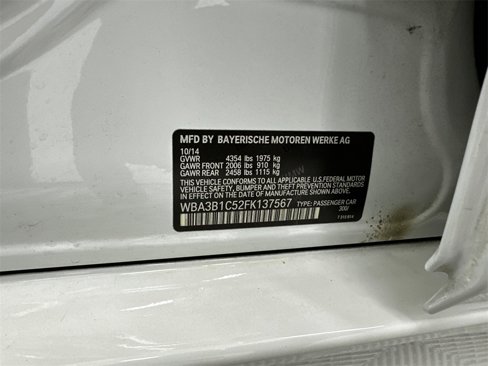 MFD BY BAYERISCHE MOTOREN WERKE AG
10/14
GVWR 4354 lbs 1975 kg
GAWR FRONT 2006 lbs 910 kg
GAWR REAR 2458 lbs 1115 kg
THIS VEHICLE CONFORMS TO ALL APPLICABLE U.S.FEDERAL MOTOR
VEHICLE SAFETY, BUMPER AND THEFT PREVENTION STANDARDS
IN EFFECT ON THE DATE OF MANUFACTURE SHOWN ABOVE.
WBA3B1C52FK137567 TYPE: PASSENGER CAR
300/